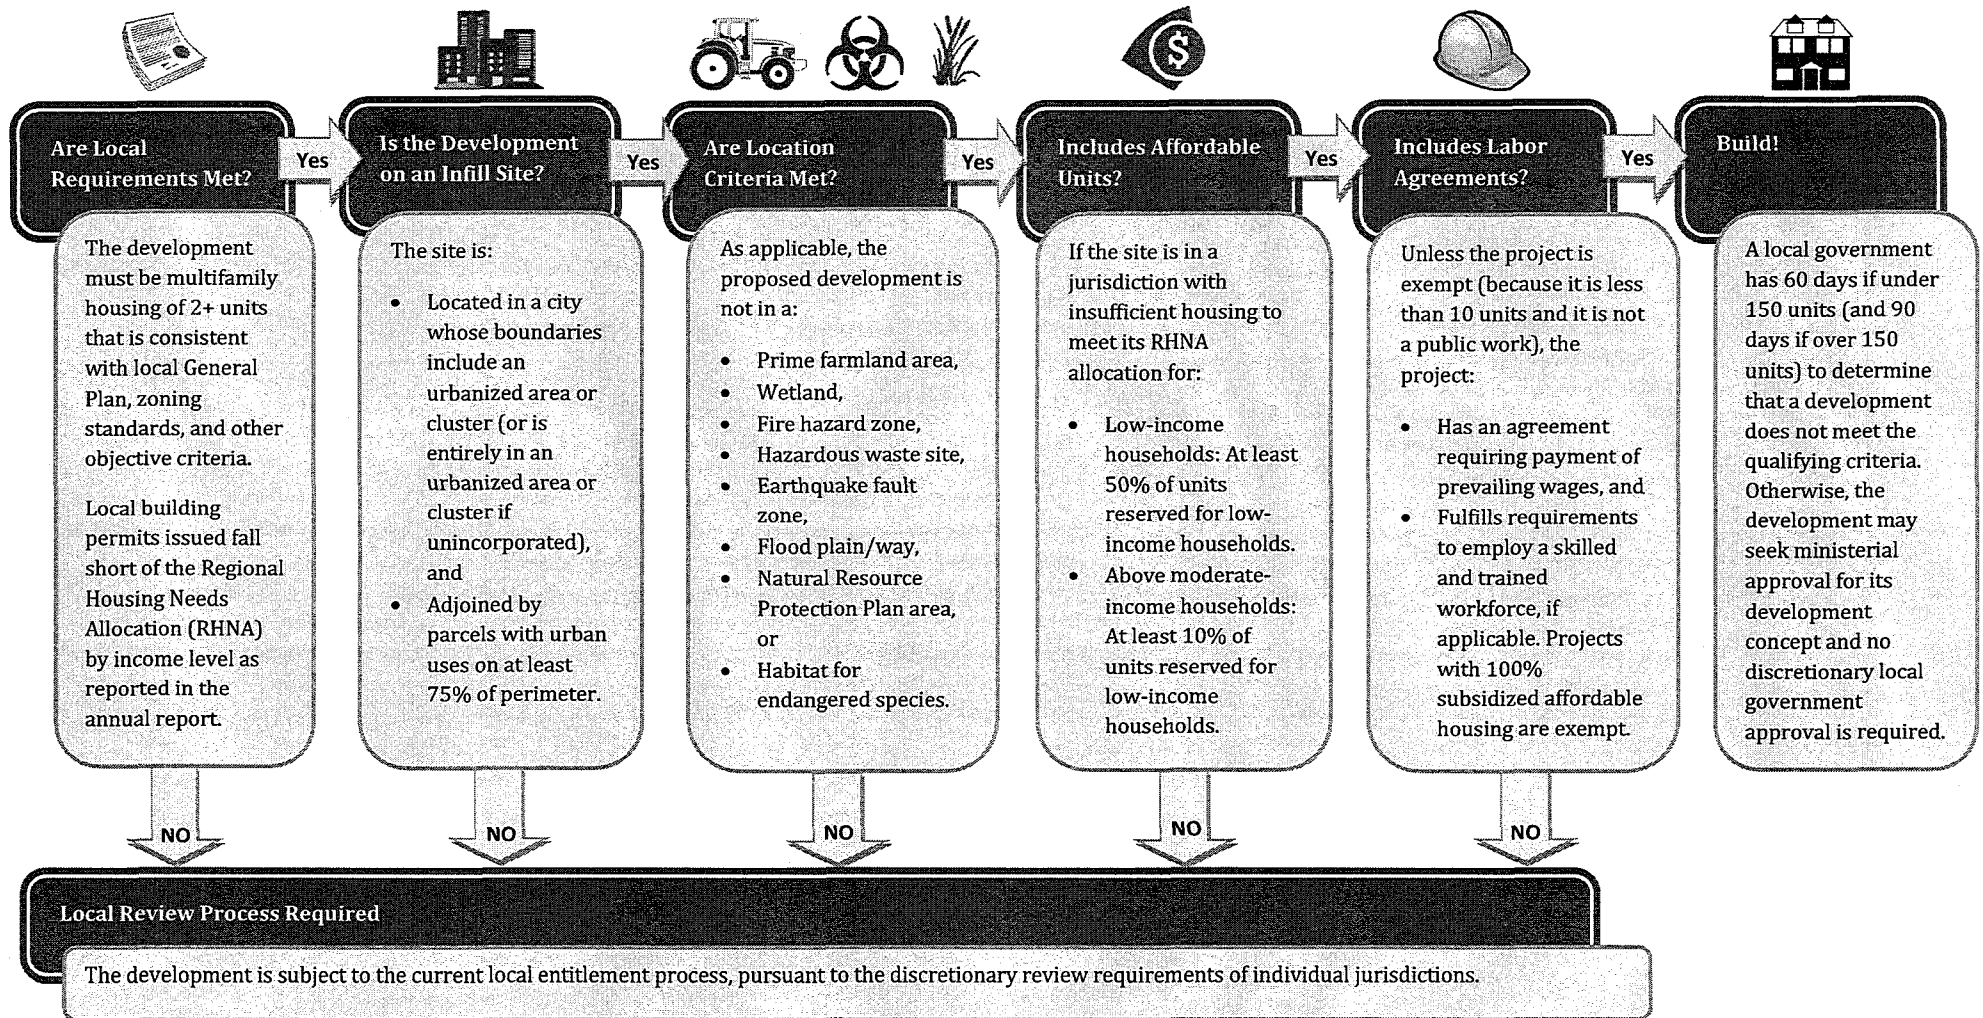 Are Local
Requirements Met?
Yes
Is the Development
on an Infill Site?
Yes
Are Location
Criteria Met?
Yes
Includes Affordable
Units?
Yes
Includes Labor
Agreements?
Yes
Build!
The development
must be multifamily
housing of 2+ units
that is consistent
with local General
Plan, zoning
standards, and other
objective criteria.
Local building
permits issued fall
short of the Regional
Housing Needs
Allocation (RHNA)
by income level as
reported in the
annual report.
The site is:
• Located in a city
whose boundaries
include an
urbanized area or
cluster (or is
entirely in an
urbanized area or
cluster if
unincorporated),
and
• Adjoined by
parcels with urban
uses on at least
75% of perimeter.
As applicable, the
proposed development is
not in a:
• Prime farmland area,
• Wetland,
• Fire hazard zone,
• Hazardous waste site,
• Earthquake fault
zone,
• Flood plain/way,
• Natural Resource
Protection Plan area,
or
• Habitat for
endangered species.
If the site is in a
jurisdiction with
insufficient housing to
meet its RHNA
allocation for:
• Low-income
households: At least
50% of units
reserved for low-
income households.
• Above moderate-
income households:
At least 10% of
units reserved for
low-income
households.
Unless the project is
exempt (because it is less
than 10 units and it is not
a public work), the
project:
• Has an agreement
requiring payment of
prevailing wages, and
• Fulfills requirements
to employ a skilled
and trained
workforce, if
applicable. Projects
with 100%
subsidized affordable
housing are exempt.
A local government
has 60 days if under
150 units (and 90
days if over 150
units) to determine
that a development
does not meet the
qualifying criteria.
Otherwise, the
development may
seek ministerial
approval for its
development
concept and no
discretionary local
government
approval is required.
NO
NO
NO
NO
NO
Local Review Process Required
The development is subject to the current local entitlement process, pursuant to the discretionary review requirements of individual jurisdictions.